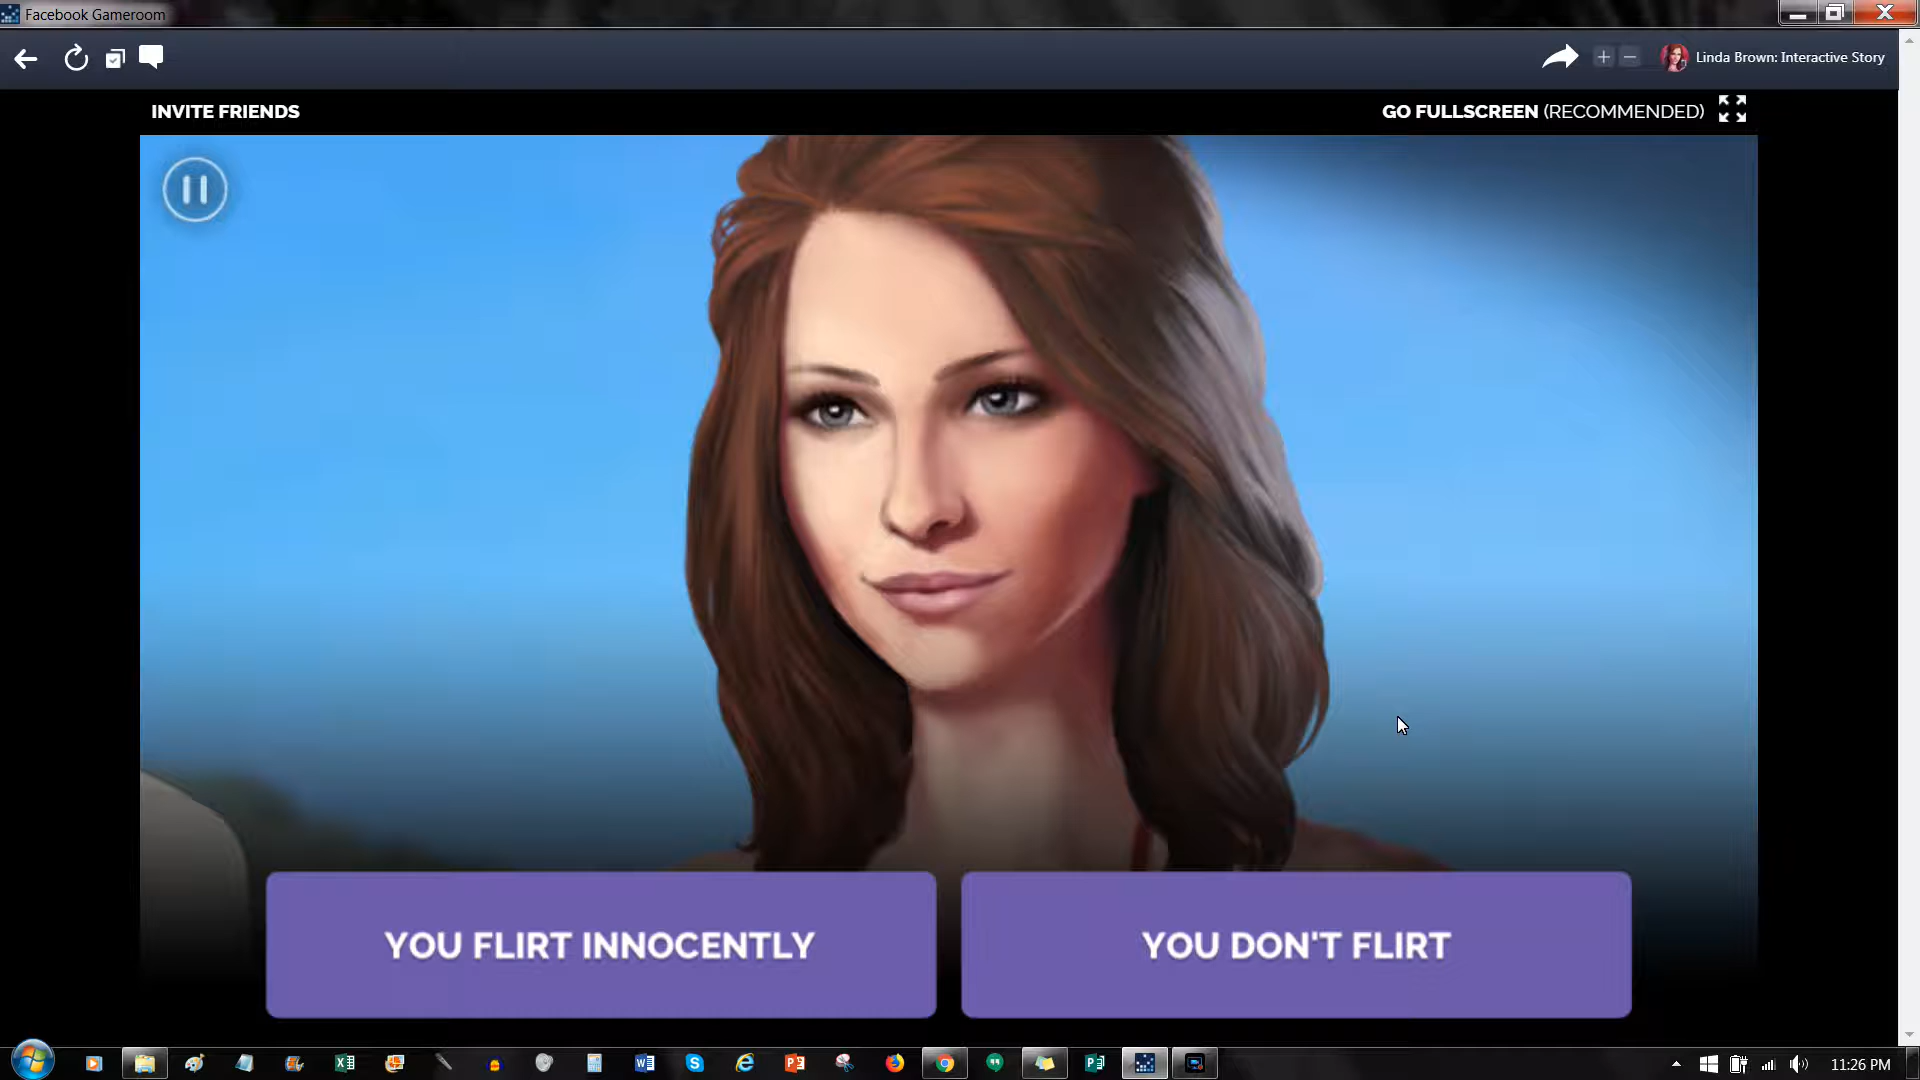 Facebook Gameroom
Linda Brown: Interactive Story
INVITE FRIENDS
GO FULLSCREEN (RECOMMENDED)
YOU FLIRT INNOCENTLY
YOU DON'T FLIRT
11:26 PM